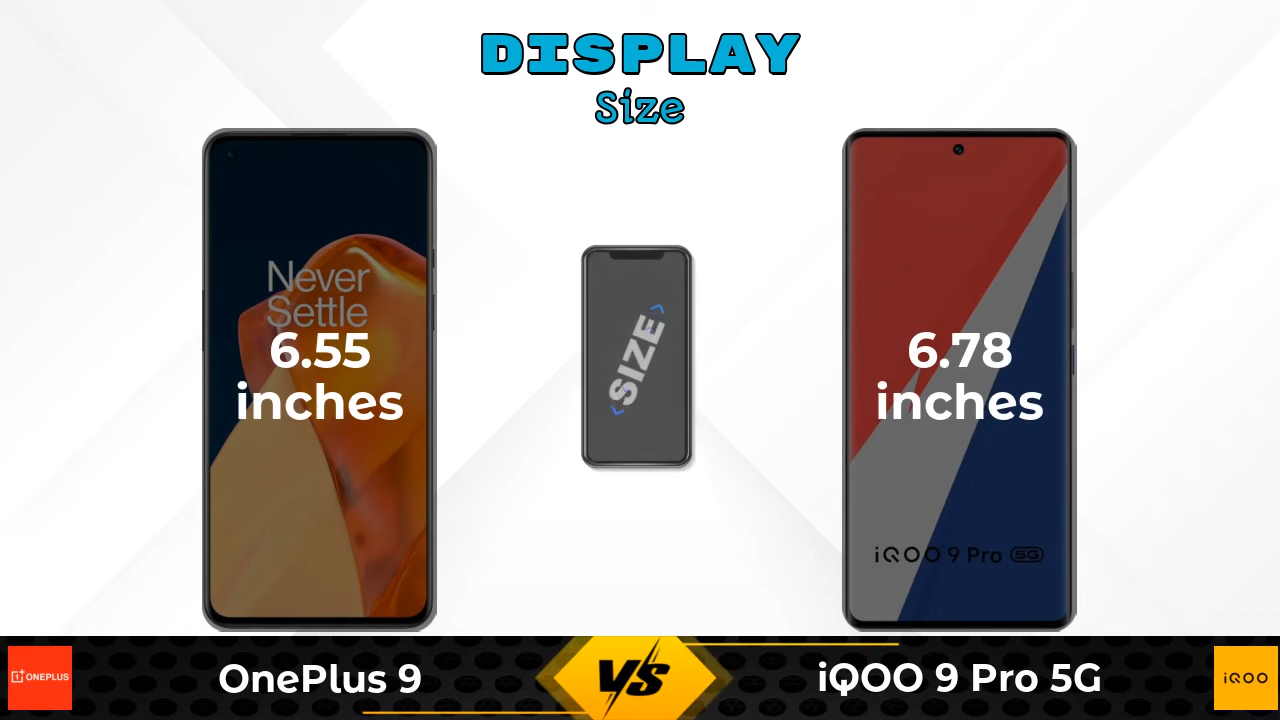 DISPLAY
Size
Never
Settle
6.55
inches
SIZE
6.78
inches
iQOO 9 Pro 5G
1+ ONEPLUS
OnePlus 9
VS
iQOO 9 Pro 5G
iQOO